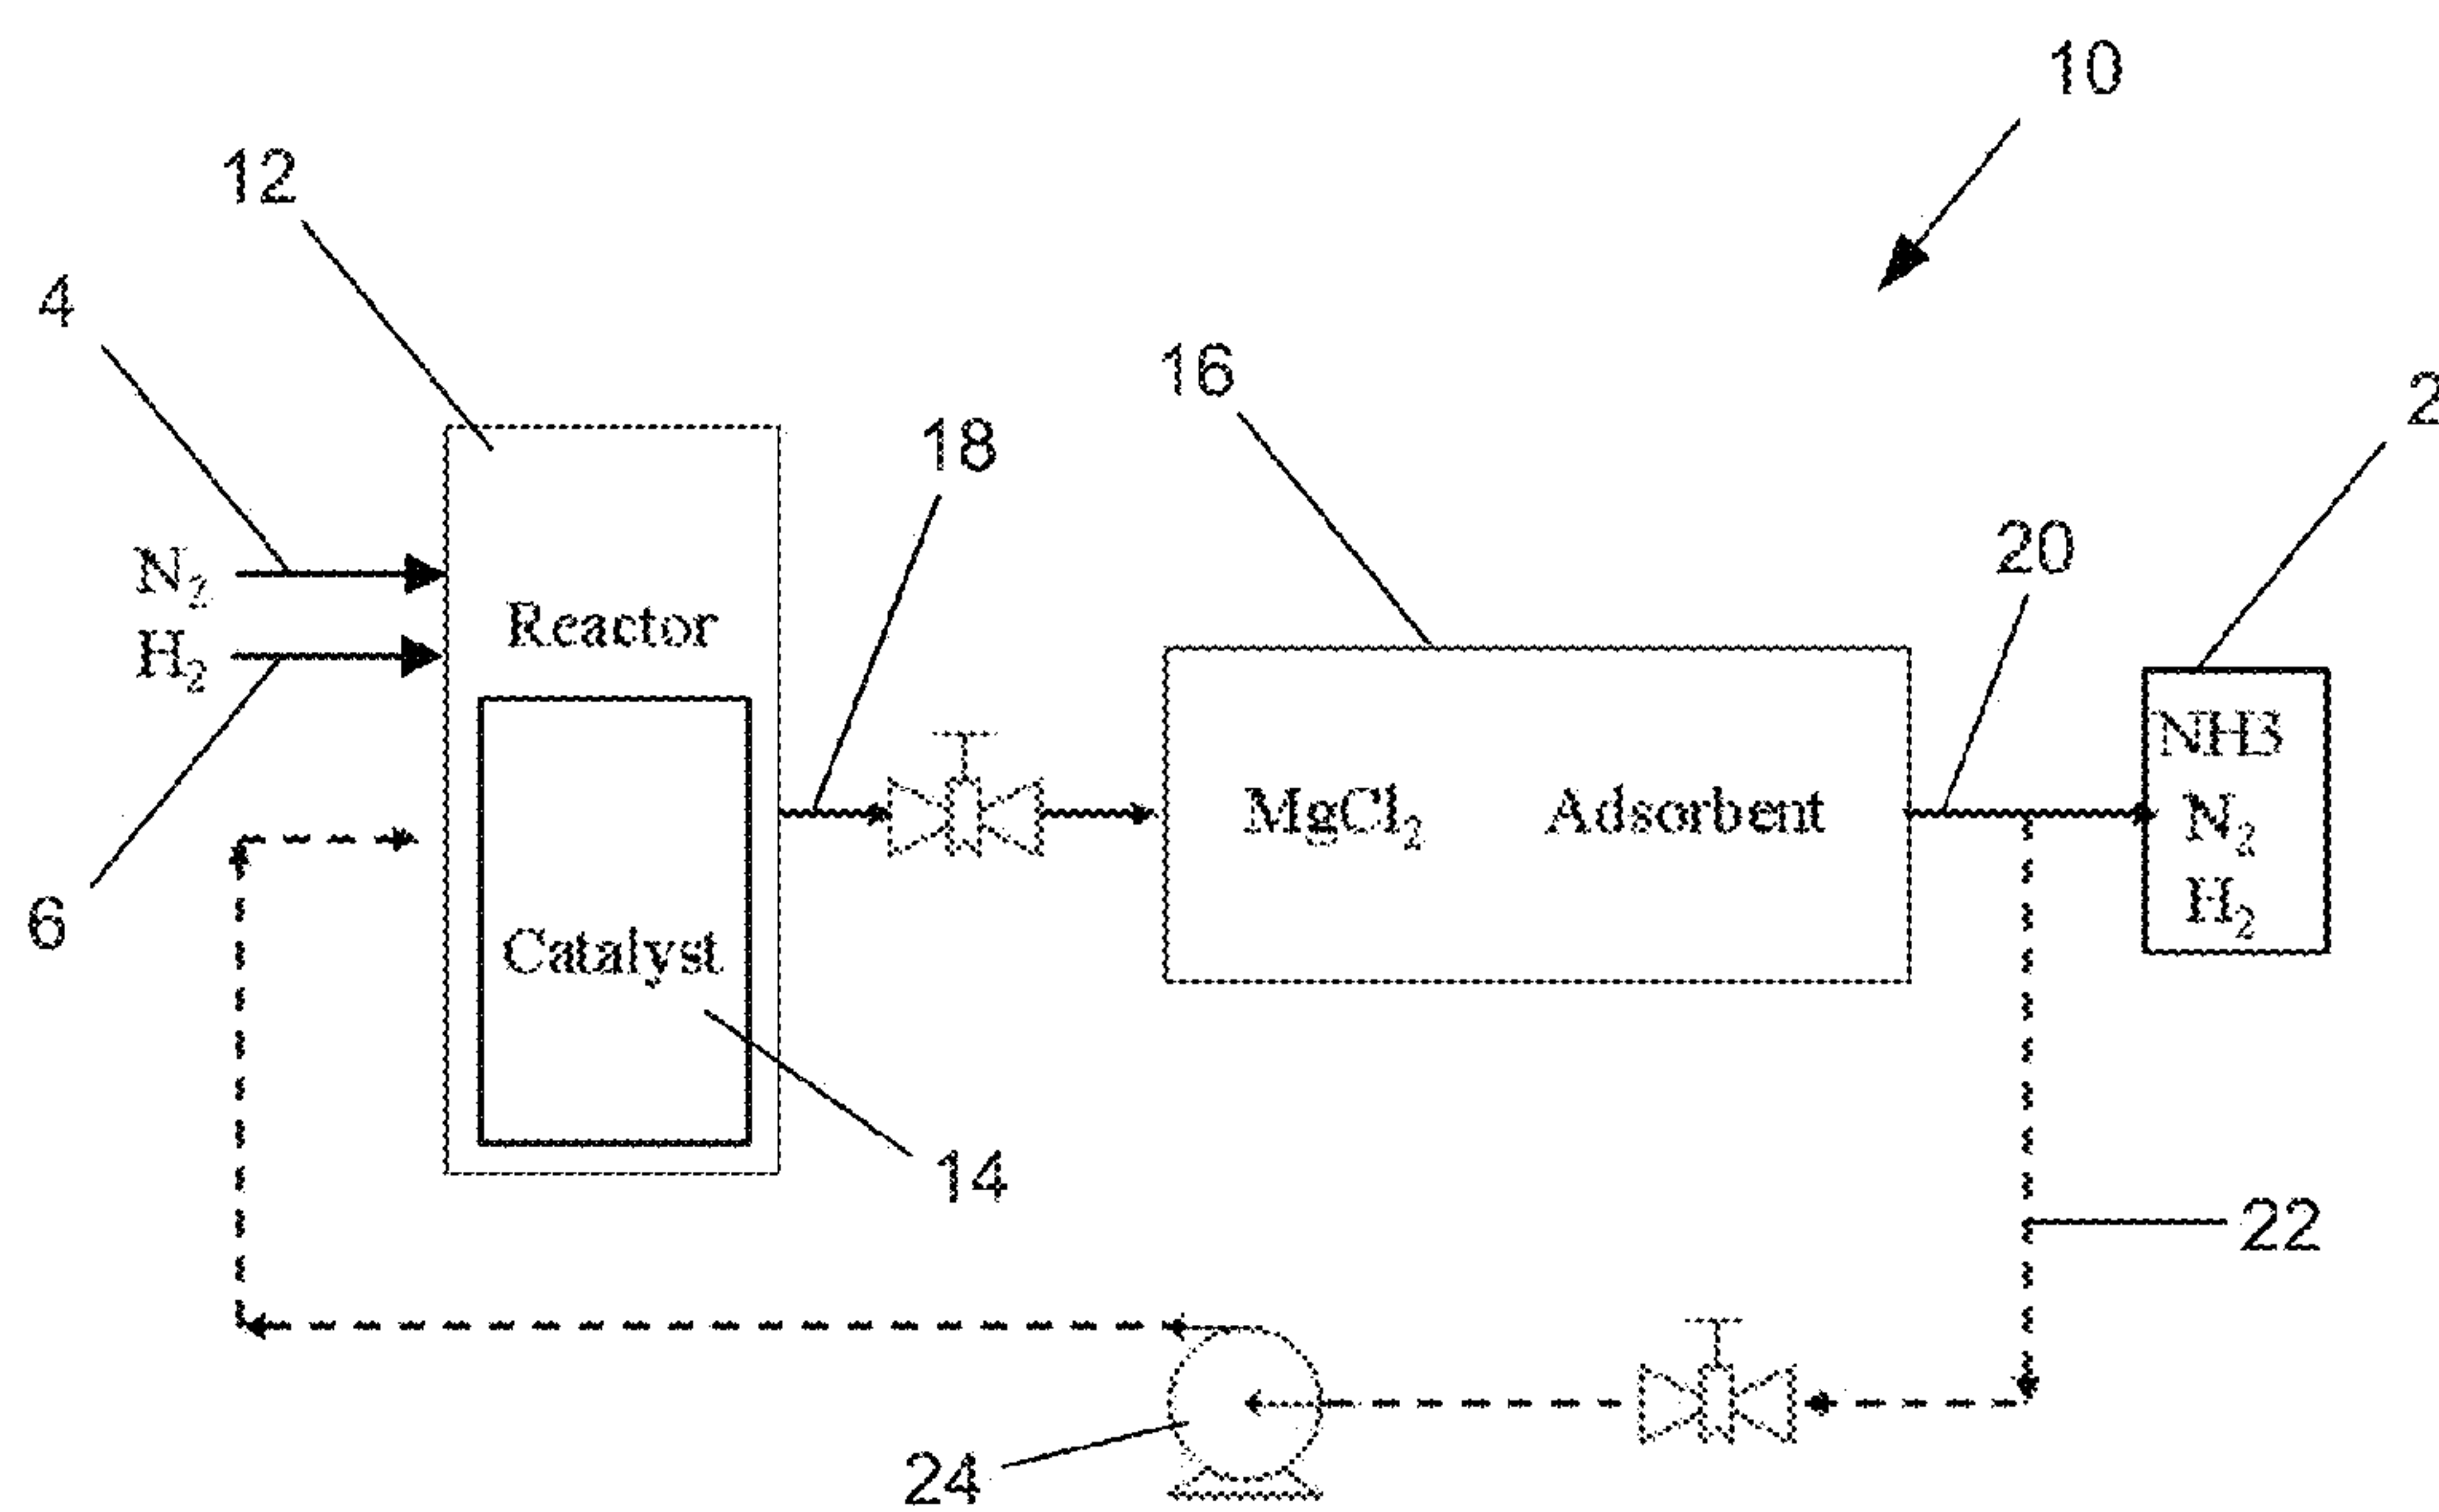 10
12
4
16
2
18
20
N₂
H₂
Reactor
NH3
N₂
H₂
MgCl₂ Adsorbent
6
Catalyst
14
22
24